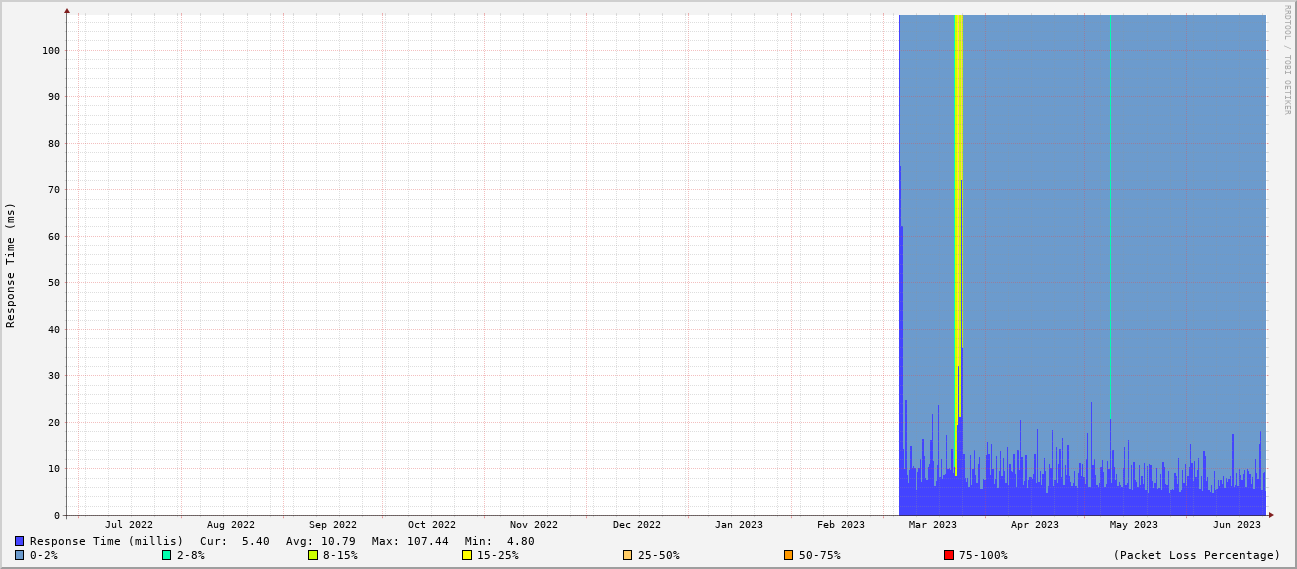 RRDTOOL / TOBI OETIKER
Response Time (ms)
100
90
80
70
60
50
40
30
20
10
0
Jul 2022 Aug 2022 Sep 2022 Oct 2022 Nov 2022 Dec 2022 Jan 2023 Feb 2023 Mar 2023 Apr 2023 May 2023 Jun 2023
Response Time (millis) Cur: 5.40 Avg: 10.79 Max: 107.44 Min: 4.80
0-2% 2-8% 8-15% 15-25% 25-50% 50-75% 75-100% (Packet Loss Percentage)